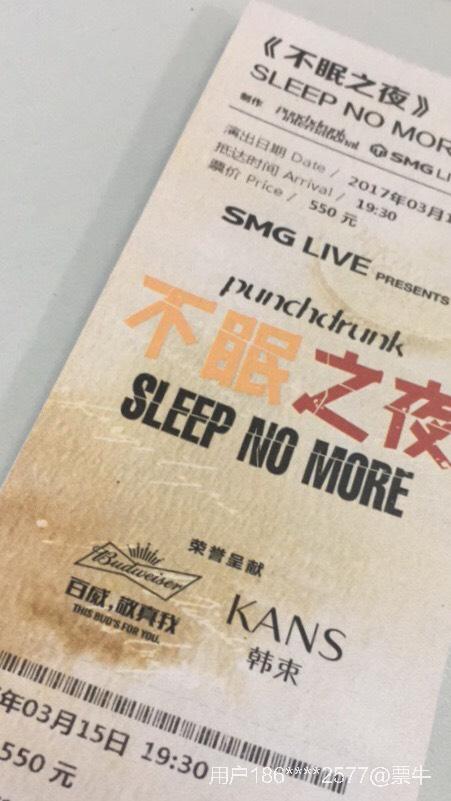 《不眠之夜》
SLEEP NO MOR
制作 punchdrunk international SMG LI
演出日期 Date / 2017年03月1
抵达时间 Arrival / 19:30
票价 Price / 550 元
SMG LIVE PRESENTS
punchdrunk
不眠之夜
SLEEP NO MORE
荣誉呈献
Budweiser
百威，敬真我
THIS BUD'S FOR YOU.
KANS
韩束
年03月15日 19:30
550 元
用户186****2577@票牛